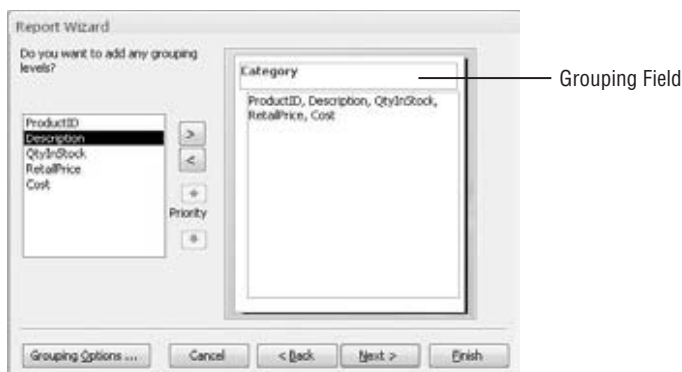 Report Wizard
Do you want to add any grouping
levels?
ProductID
Description
QtyInStock
RetailPrice
Cost
>
<
Priority
Category
ProductID, Description, QtyInStock,
RetailPrice, Cost
Grouping Field
Grouping Options ...
Cancel
< Back
Next >
Finish